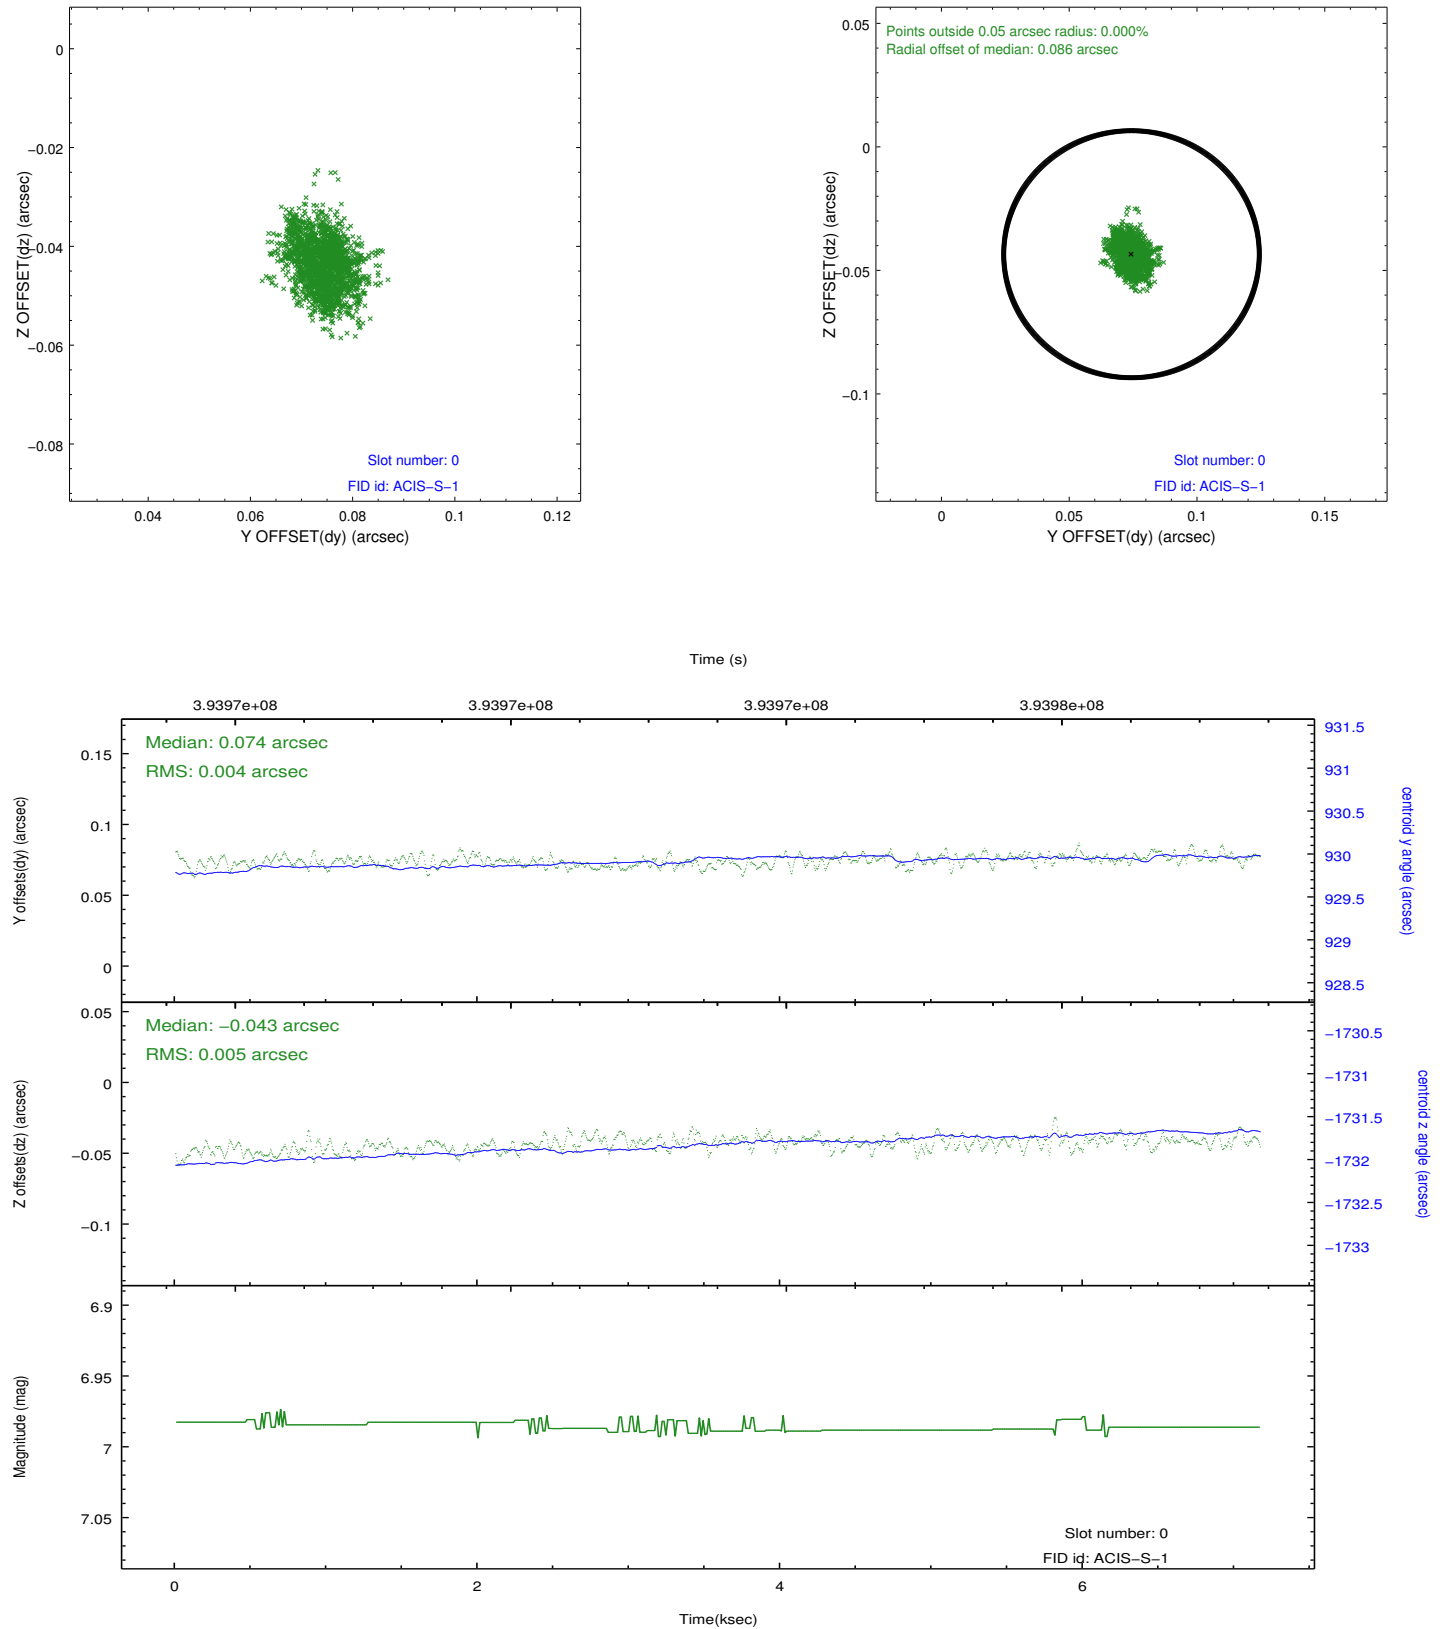 0
−0.02
−0.04
−0.06
−0.08
Z OFFSET(dz) (arcsec)
Slot number: 0
FID id: ACIS−S−1
0.04
0.06
0.08
0.1
0.12
Y OFFSET(dy) (arcsec)
Points outside 0.05 arcsec radius: 0.000%
Radial offset of median: 0.086 arcsec
0.05
0
−0.05
−0.1
Z OFFSET(dz) (arcsec)
Slot number: 0
FID id: ACIS−S−1
0
0.05
0.1
0.15
Y OFFSET(dy) (arcsec)
Time (s)
3.9397e+08
3.9397e+08
3.9397e+08
3.9398e+08
Median: 0.074 arcsec
RMS: 0.004 arcsec
0.15
0.1
0.05
0
Y offsets(dy) (arcsec)
931.5
931
930.5
930
929.5
929
928.5
centroid y angle (arcsec)
Median: −0.043 arcsec
RMS: 0.005 arcsec
0.05
0
−0.05
−0.1
Z offsets(dz) (arcsec)
−1730.5
−1731
−1731.5
−1732
−1732.5
−1733
centroid z angle (arcsec)
6.9
6.95
7
7.05
Magnitude (mag)
Slot number: 0
FID id: ACIS−S−1
0
2
4
6
Time(ksec)